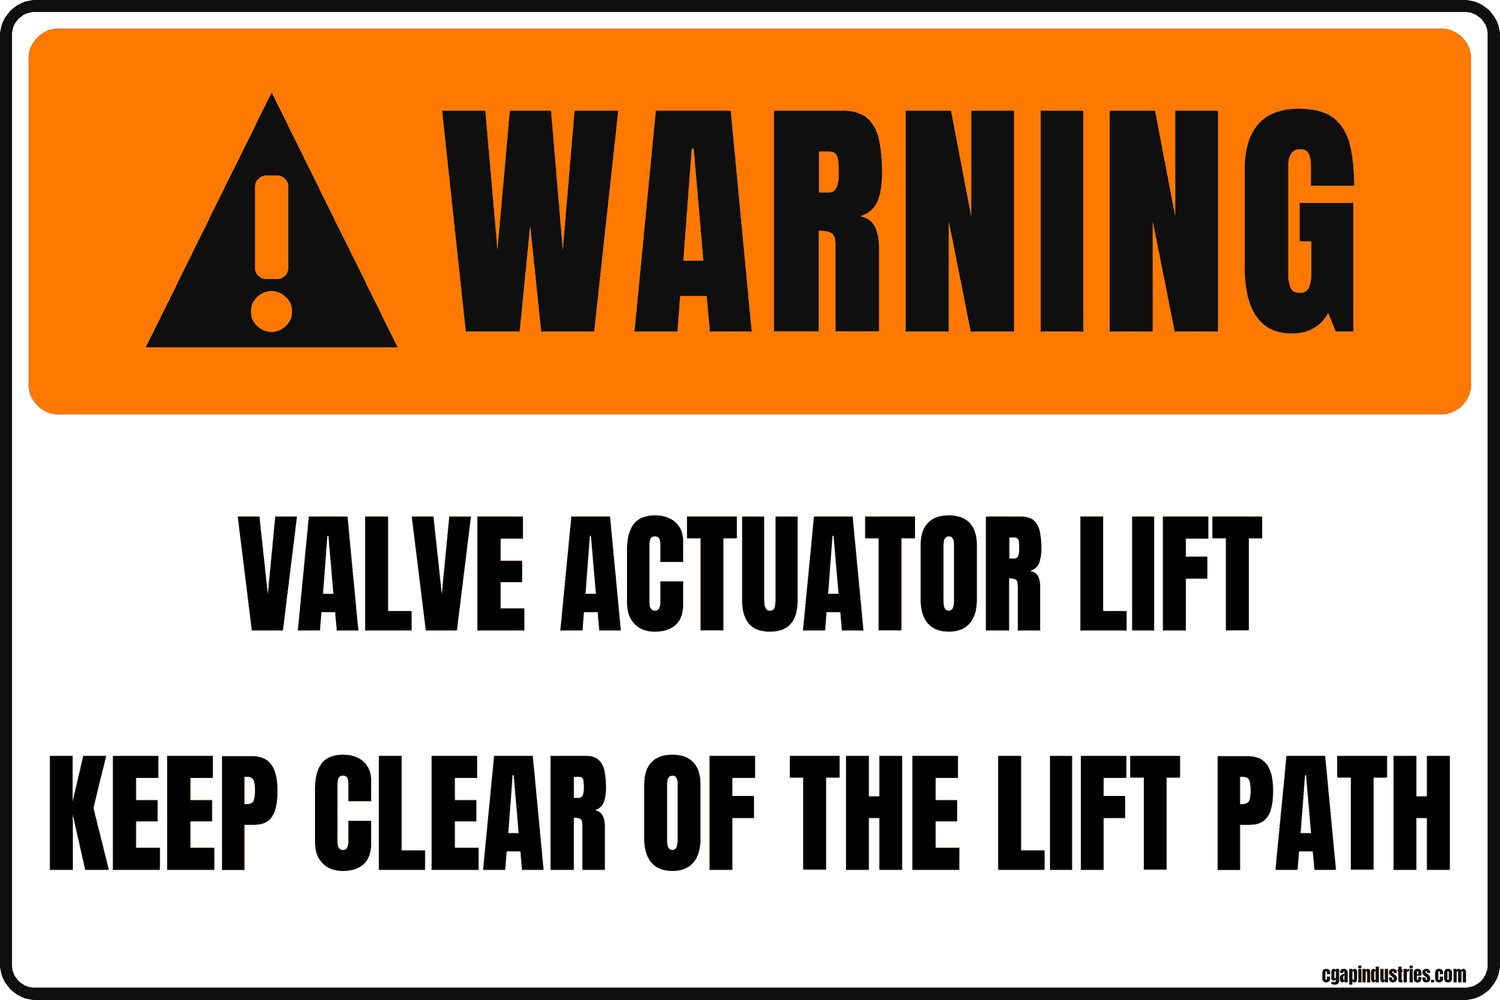 WARNING
VALVE ACTUATOR LIFT
KEEP CLEAR OF THE LIFT PATH
cgapindustries.com